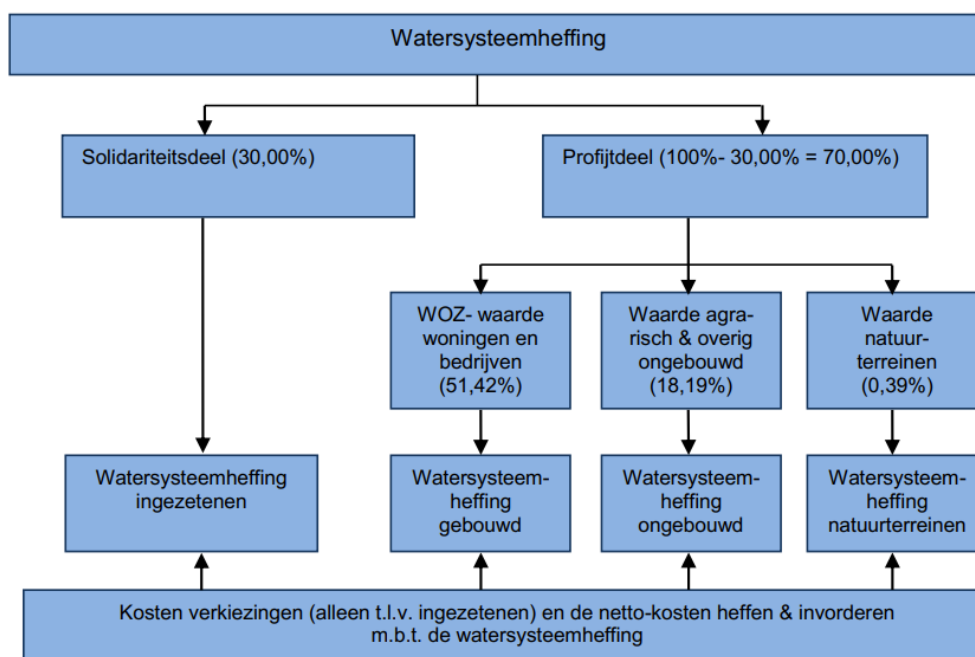 Watersysteemheffing
Solidariteitsdeel (30,00%)
Profijtdeel (100%- 30,00% = 70,00%)
WOZ- waarde
woningen en
bedrijven
(51,42%)
Waarde agra-
risch & overig
ongebouwd
(18,19%)
Waarde
natuur-
terreinen
(0,39%)
Watersysteemheffing
ingezetenen
Watersysteem-
heffing
gebouwd
Watersysteem-
heffing
ongebouwd
Watersysteem-
heffing
natuurterreinen
Kosten verkiezingen (alleen t.l.v. ingezetenen) en de netto-kosten heffen & invorderen
m.b.t. de watersysteemheffing